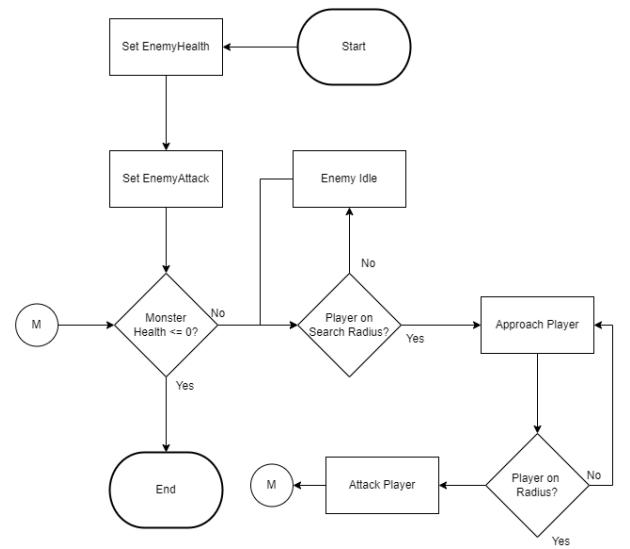 Set EnemyHealth
Start
Set EnemyAttack
Enemy Idle
No
M
Monster
Health <= 0?
No
Player on
Search Radius?
Yes
Approach Player
Yes
End
M
Attack Player
Player on
Radius?
No
Yes